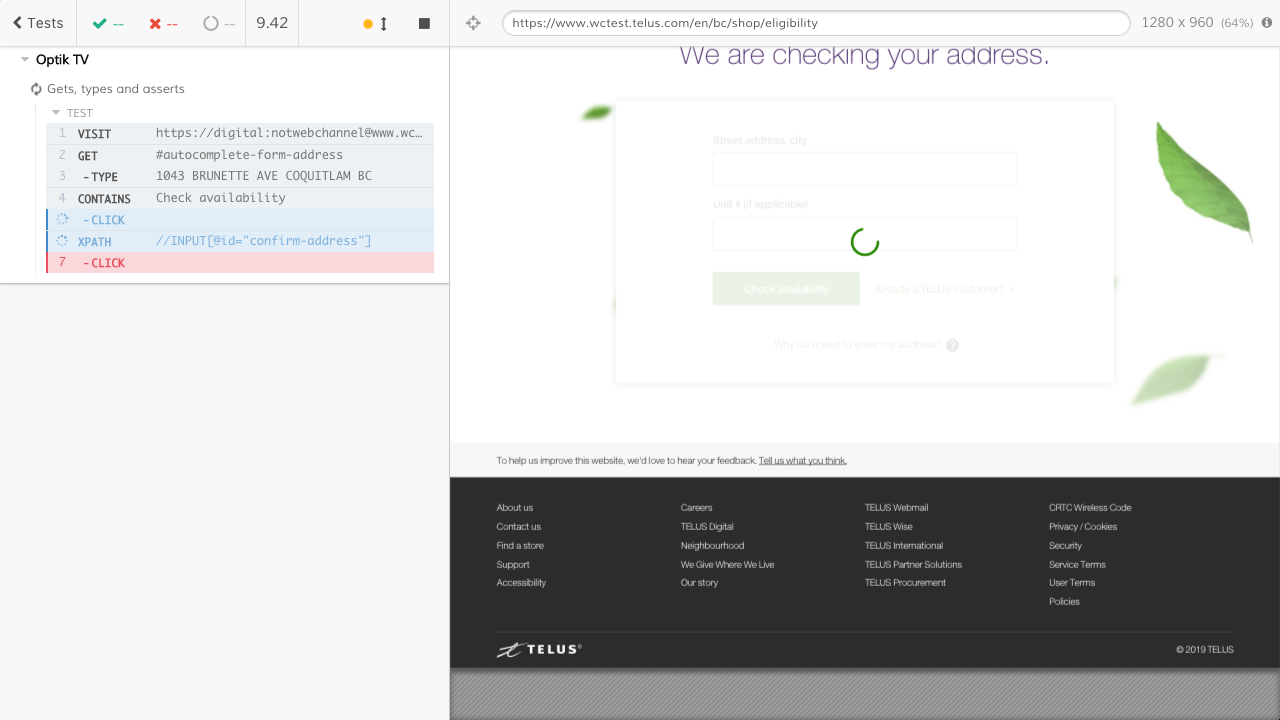 Tests
--
--
--
9.42
https://www.wctest.telus.com/en/bc/shop/eligibility
1280 x 960 (64%)
Optik TV
Gets, types and asserts
TEST
1 VISIT https://digital:notwebchannel@www.wc…
2 GET #autocomplete-form-address
3 -TYPE 1043 BRUNETTE AVE COQUITLAM BC
4 CONTAINS Check availability
-CLICK
XPATH //INPUT[@id="confirm-address"]
7 -CLICK
We are checking your address.
Street address, city
Unit # (if applicable)
Check availability
Already a TELUS customer?
Why do I need to enter my address? ?
To help us improve this website, we'd love to hear your feedback. Tell us what you think.
About us
Contact us
Find a store
Support
Accessibility
Careers
TELUS Digital
Neighbourhood
We Give Where We Live
Our story
TELUS Webmail
TELUS Wise
TELUS International
TELUS Partner Solutions
TELUS Procurement
CRTC Wireless Code
Privacy / Cookies
Security
Service Terms
User Terms
Policies
TELUS®
© 2019 TELUS